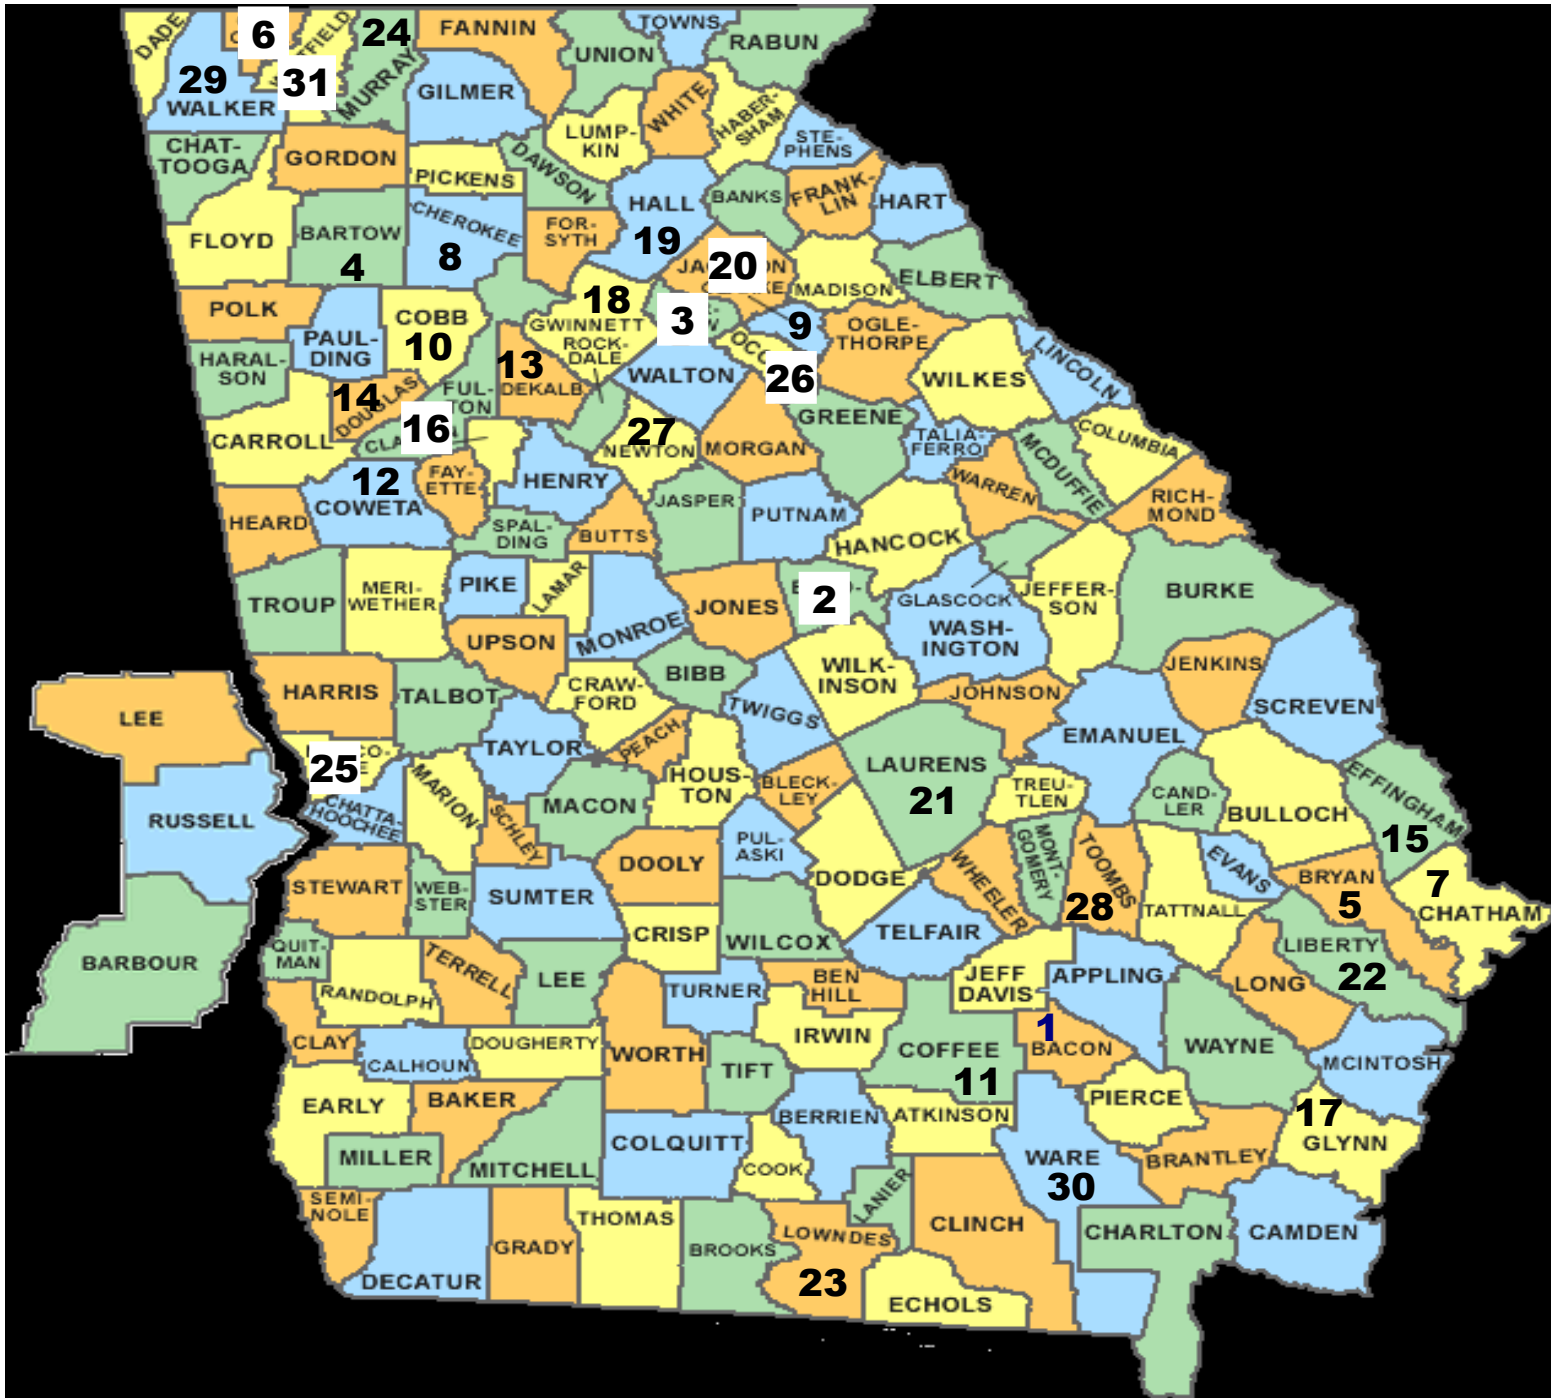 DADE
6
FIELD
24
FANNIN
TOWNS
UNION
RABUN
29
WALKER
31
MURRAY
GILMER
WHITE
HABER-
SHAM
LUMP-
KIN
STE-
PHENS
CHAT-
TOOGA
GORDON
PICKENS
DAWSON
HALL
19
BANKS
FRANK-
LIN
HART
FLOYD
BARTOW
4
CHEROKEE
8
FOR-
SYTH
20
MADISON
ELBERT
POLK
PAUL-
DING
COBB
10
18
GWINNETT
ROCK-
DALE
3
9
OGLE-
THORPE
LINCOLN
HARAL-
SON
14
DOUGLAS
FUL-
TON
13
DEKALB
WALTON
26
WILKES
CARROLL
16
27
NEWTON
MORGAN
GREENE
TALIA-
FERRO
MCDUFFIE
COLUMBIA
12
COWETA
FAY-
ETTE
HENRY
JASPER
PUTNAM
WARREN
RICH-
MOND
HEARD
SPAL-
DING
BUTTS
HANCOCK
TROUP
MERI-
WETHER
PIKE
LAMAR
MONROE
JONES
2
GLASCOCK
JEFFER-
SON
BURKE
UPSON
WASH-
INGTON
LEE
HARRIS
TALBOT
CRAW-
FORD
BIBB
TWIGGS
WILK-
INSON
JOHNSON
JENKINS
SCREVEN
25
TAYLOR
PEACH
HOUS-
TON
BLECK-
LEY
LAURENS
21
EMANUEL
RUSSELL
CHATTA-
HOOCHEE
MARION
SCHLEY
MACON
TREU-
TLEN
CAND-
LER
BULLOCH
EFFINGHAM
15
STEWART
WEB-
STER
SUMTER
DOOLY
PUL-
ASKI
DODGE
WHEELER
MONT-
GOMERY
TOOMBS
28
TATTNALL
EVANS
BRYAN
5
7
CHATHAM
BARBOUR
QUIT-
MAN
RANDOLPH
TERRELL
LEE
CRISP
WILCOX
TELFAIR
JEFF
DAVIS
APPLING
LONG
LIBERTY
22
CLAY
CALHOUN
DOUGHERTY
WORTH
TURNER
BEN
HILL
IRWIN
TIFT
COFFEE
11
1
BACON
WAYNE
MCINTOSH
EARLY
BAKER
MILLER
MITCHELL
COLQUITT
COOK
BERRIEN
ATKINSON
WARE
30
PIERCE
BRANTLEY
17
GLYNN
SEMI-
NOLE
DECATUR
GRADY
THOMAS
BROOKS
LOWNDES
23
LANIER
CLINCH
ECHOLS
CHARLTON
CAMDEN